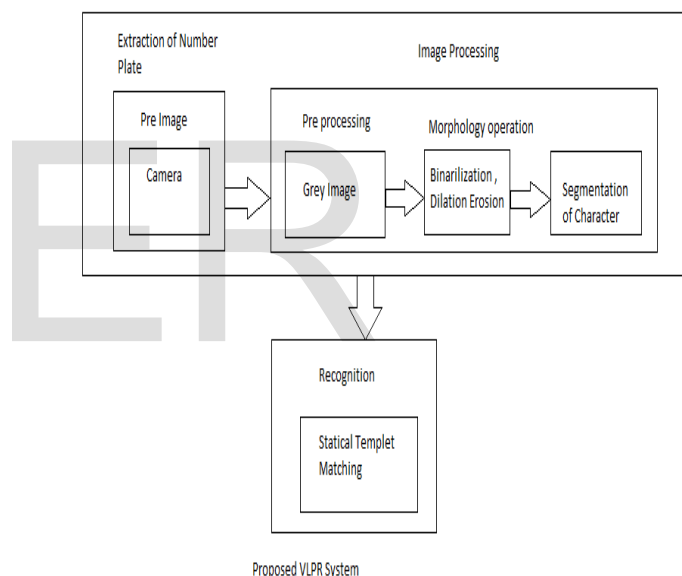 Extraction of Number
Plate
Image Processing
Pre Image
Camera
Pre processing
Grey Image
Morphology operation
Binarilization ,
Dilation Erosion
Segmentation
of Character
Recognition
Statical Templet
Matching
Proposed VLPR System
ER